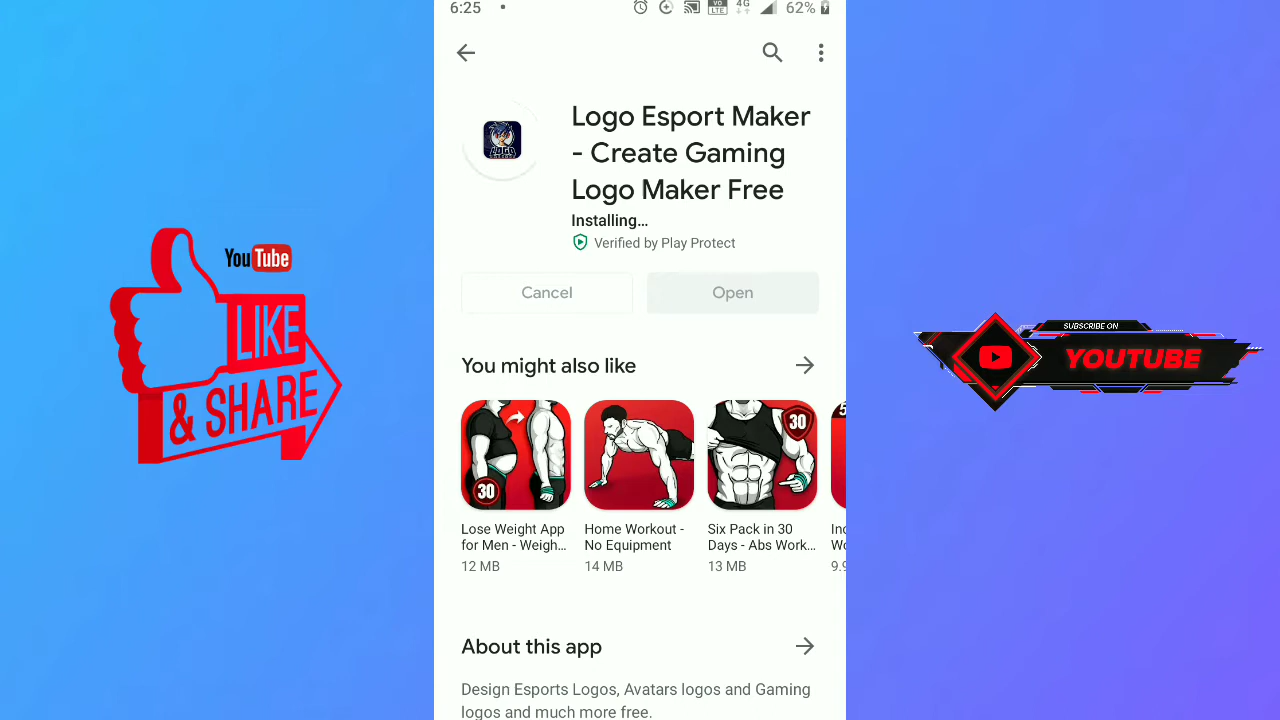 6:25
VO
LTE
4G
62%
Logo Esport Maker
- Create Gaming
Logo Maker Free
Installing...
Verified by Play Protect
Cancel
Open
You might also like
30
30
Lose Weight App
for Men - Weigh...
12 MB
Home Workout -
No Equipment
14 MB
Six Pack in 30
Days - Abs Work...
13 MB
About this app
Design Esports Logos, Avatars logos and Gaming
logos and much more free.
YouTube
LIKE
& SHARE
SUBSCRIBE ON
YOUTUBE